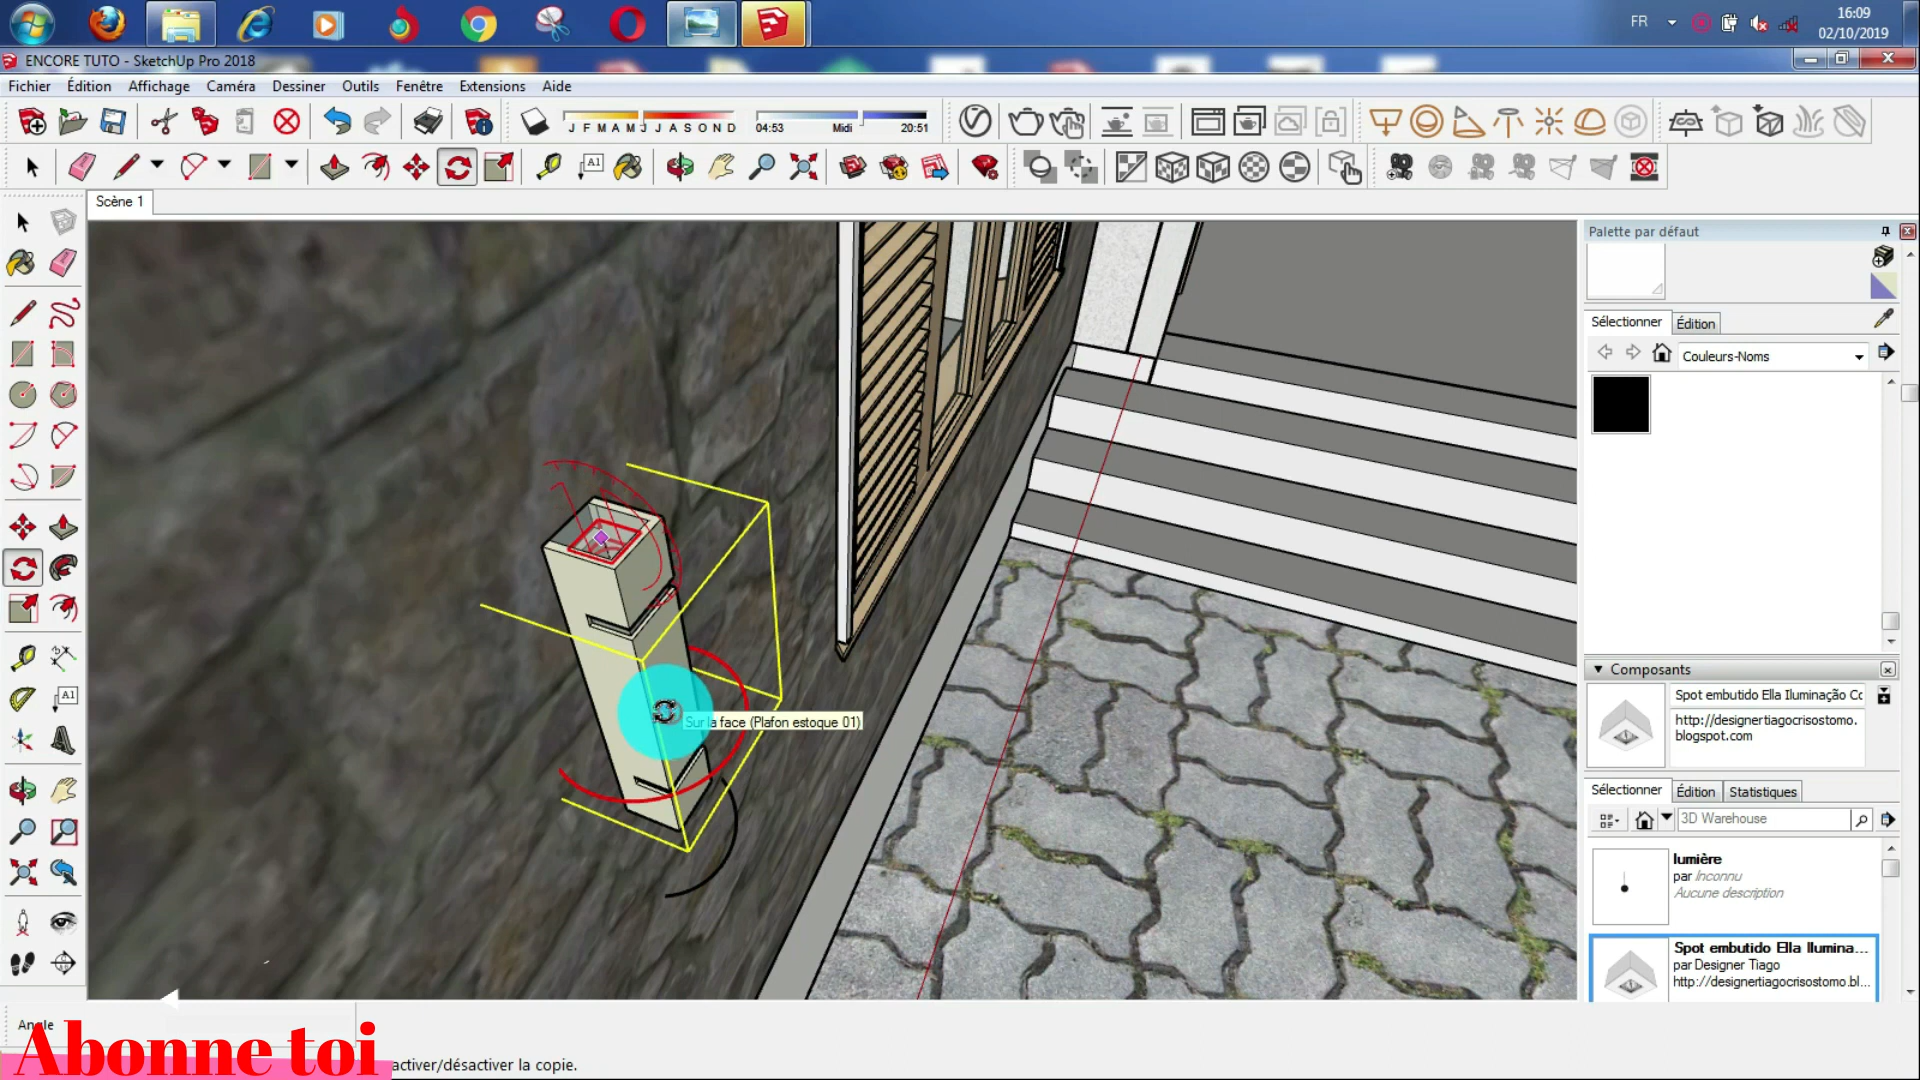 FR
16:09
02/10/2019
ENCORE TUTO - SketchUp Pro 2018
Fichier Édition Affichage Caméra Dessiner Outils Fenêtre Extensions Aide
J F M A M J J A S O N D
04:53 Midi 20:51
A1
Scène 1
Palette par défaut
Sélectionner Édition
Couleurs-Noms
A1
Sur la face (Plafon estoque 01)
Composants
Spot embutido Ella Iluminação Cc
http://designertiagocrisostomo.
blogspot.com
Sélectionner Édition Statistiques
3D Warehouse
lumière
par Inconnu
Aucune description
Spot embutido Ella Ilumina...
par Designer Tiago
http://designertiagocrisostomo.bl...
Angle
Abonne toi
activer/désactiver la copie.